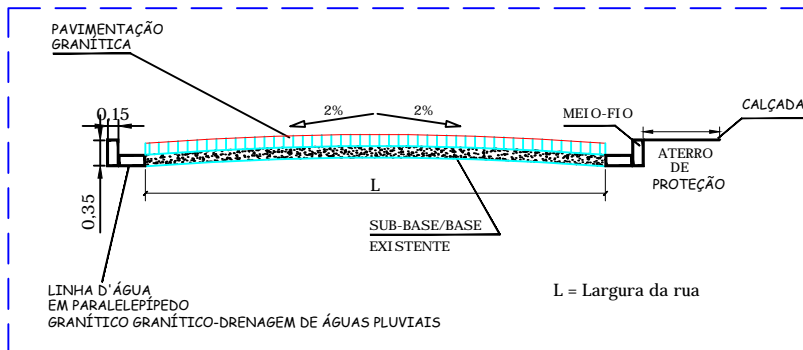 PAVIMENTAÇÃO
GRANÍTICA
0,15
2%
2%
MEIO-FIO
CALÇADA
ATERRO
DE
PROTEÇÃO
L
0,35
SUB-BASE/BASE
EXISTENTE
LINHA D'ÁGUA
EM PARALELEPÍPEDO
GRANÍTICO GRANÍTICO-DRENAGEM DE ÁGUAS PLUVIAIS
L = Largura da rua